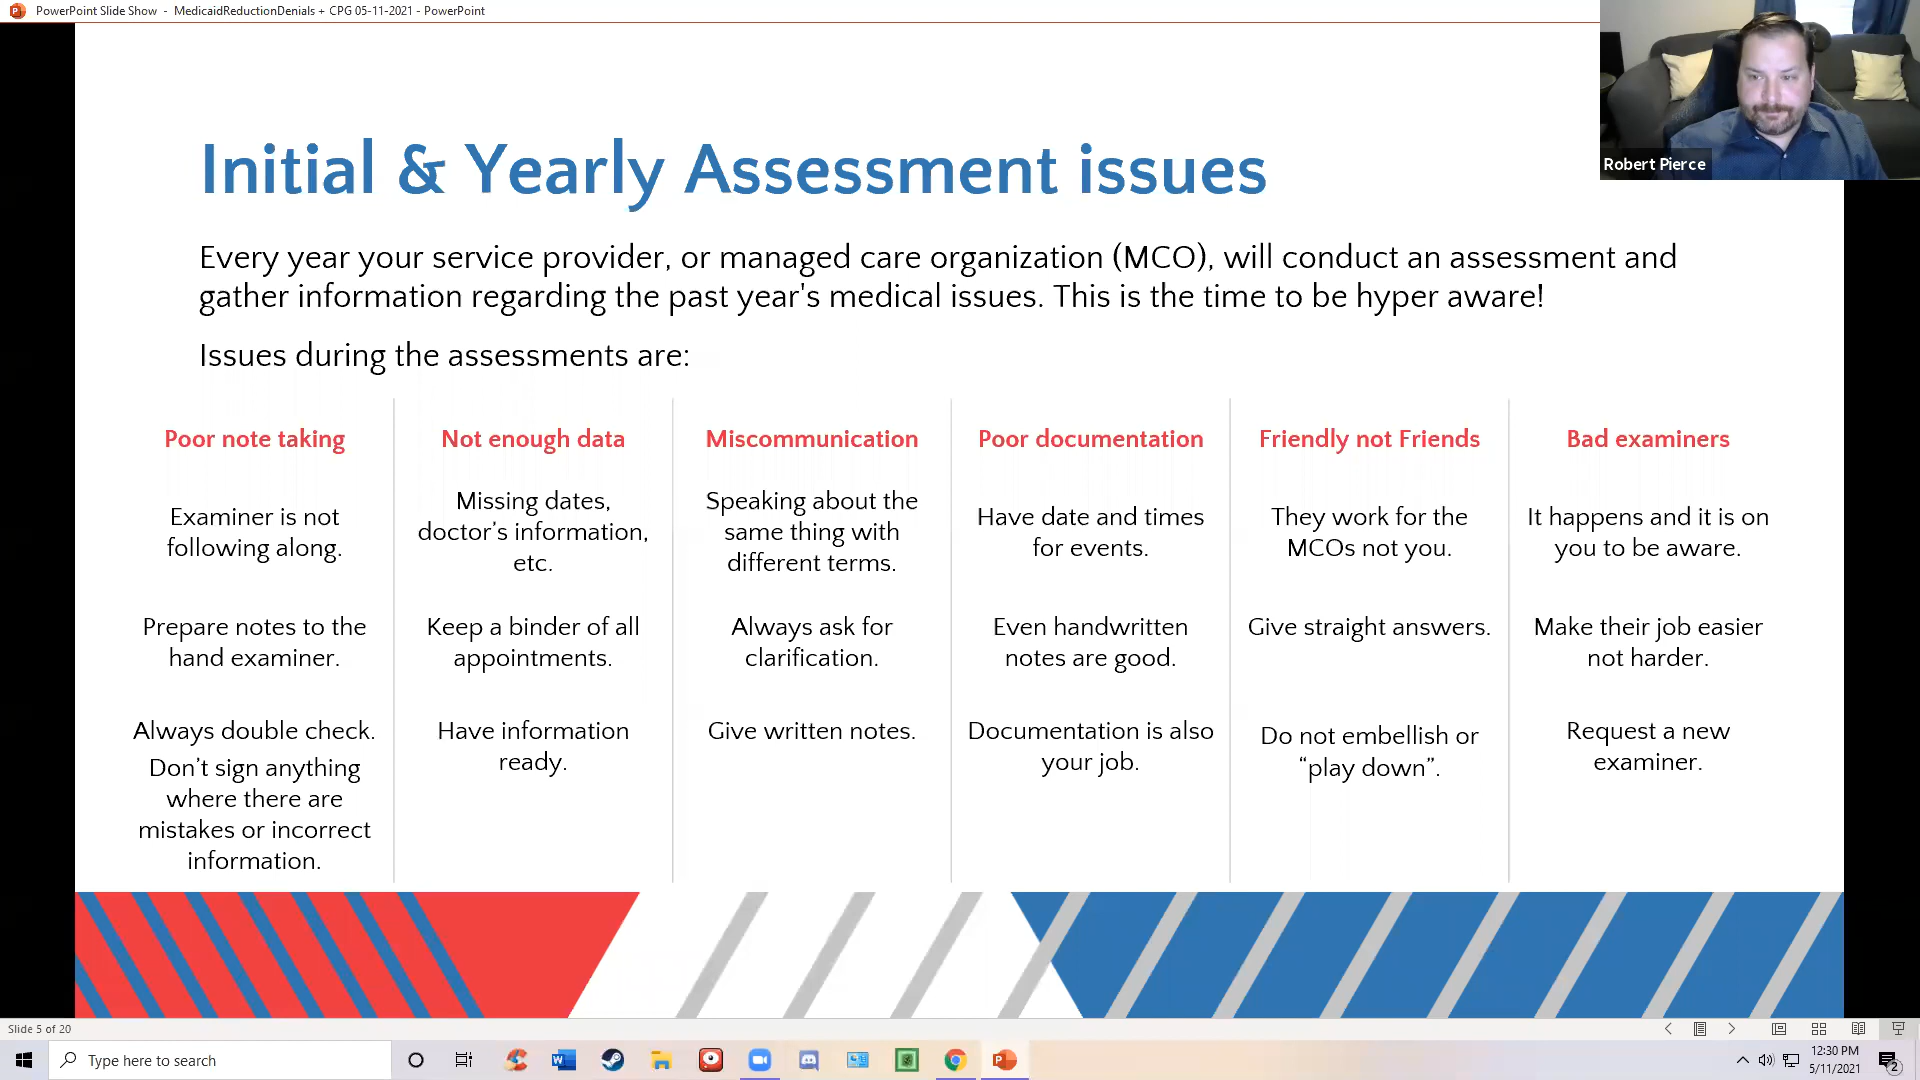 PowerPoint Slide Show - MedicaidReductionDenials + CPG 05-11-2021 - PowerPoint
Robert Pierce
Initial & Yearly Assessment issues
Every year your service provider, or managed care organization (MCO), will conduct an assessment and
gather information regarding the past year's medical issues. This is the time to be hyper aware!
Issues during the assessments are:
Poor note taking
Examiner is not
following along.
Prepare notes to the
hand examiner.
Always double check.
Don't sign anything
where there are
mistakes or incorrect
information.
Not enough data
Missing dates,
doctor's information,
etc.
Keep a binder of all
appointments.
Have information
ready.
Miscommunication
Speaking about the
same thing with
different terms.
Always ask for
clarification.
Give written notes.
Poor documentation
Have date and times
for events.
Even handwritten
notes are good.
Documentation is also
your job.
Friendly not Friends
They work for the
MCOs not you.
Give straight answers.
Do not embellish or
“play down”.
Bad examiners
It happens and it is on
you to be aware.
Make their job easier
not harder.
Request a new
examiner.
Slide 5 of 20
Type here to search
12:30 PM
5/11/2021
2